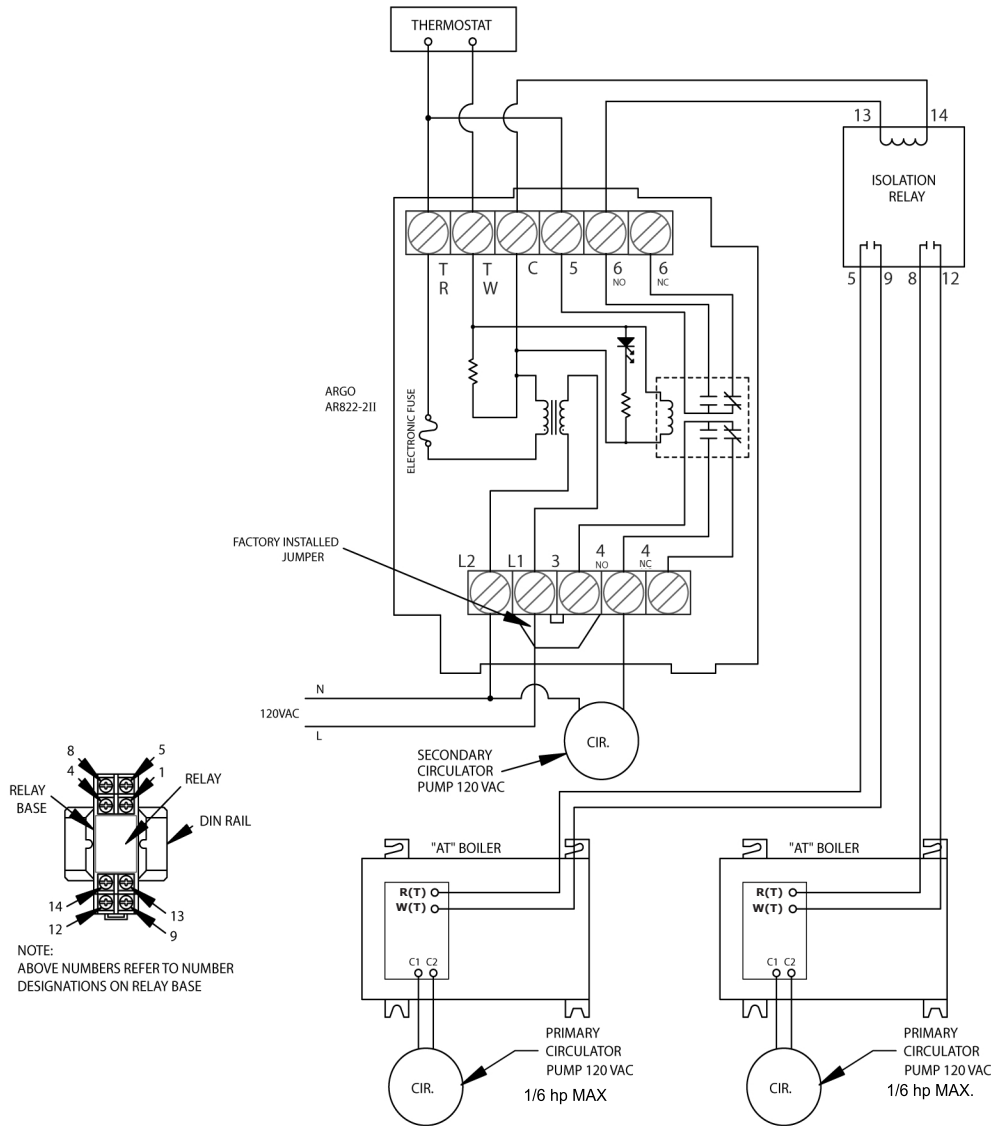 THERMOSTAT
13
14
ISOLATION
RELAY
5
9
8
12
T
R
T
W
C
5
6
NO
6
NC
ARGO
AR822-2II
ELECTRONIC FUSE
FACTORY INSTALLED
JUMPER
L2
L1
3
4
NO
4
NC
N
120VAC
L
CIR.
SECONDARY
CIRCULATOR
PUMP 120 VAC
8
5
4
1
RELAY
RELAY
BASE
DIN RAIL
14
13
12
9
NOTE:
ABOVE NUMBERS REFER TO NUMBER
DESIGNATIONS ON RELAY BASE
"AT" BOILER
R(T)
W(T)
C1 C2
PRIMARY
CIRCULATOR
PUMP 120 VAC
1/6 hp MAX
CIR.
"AT" BOILER
R(T)
W(T)
C1 C2
PRIMARY
CIRCULATOR
PUMP 120 VAC
1/6 hp MAX.
CIR.